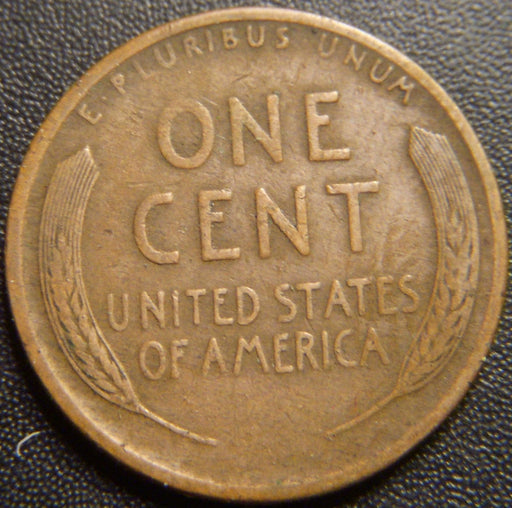 E. PLURIBUS UNUM
ONE
CENT
UNITED STATES
OF AMERICA